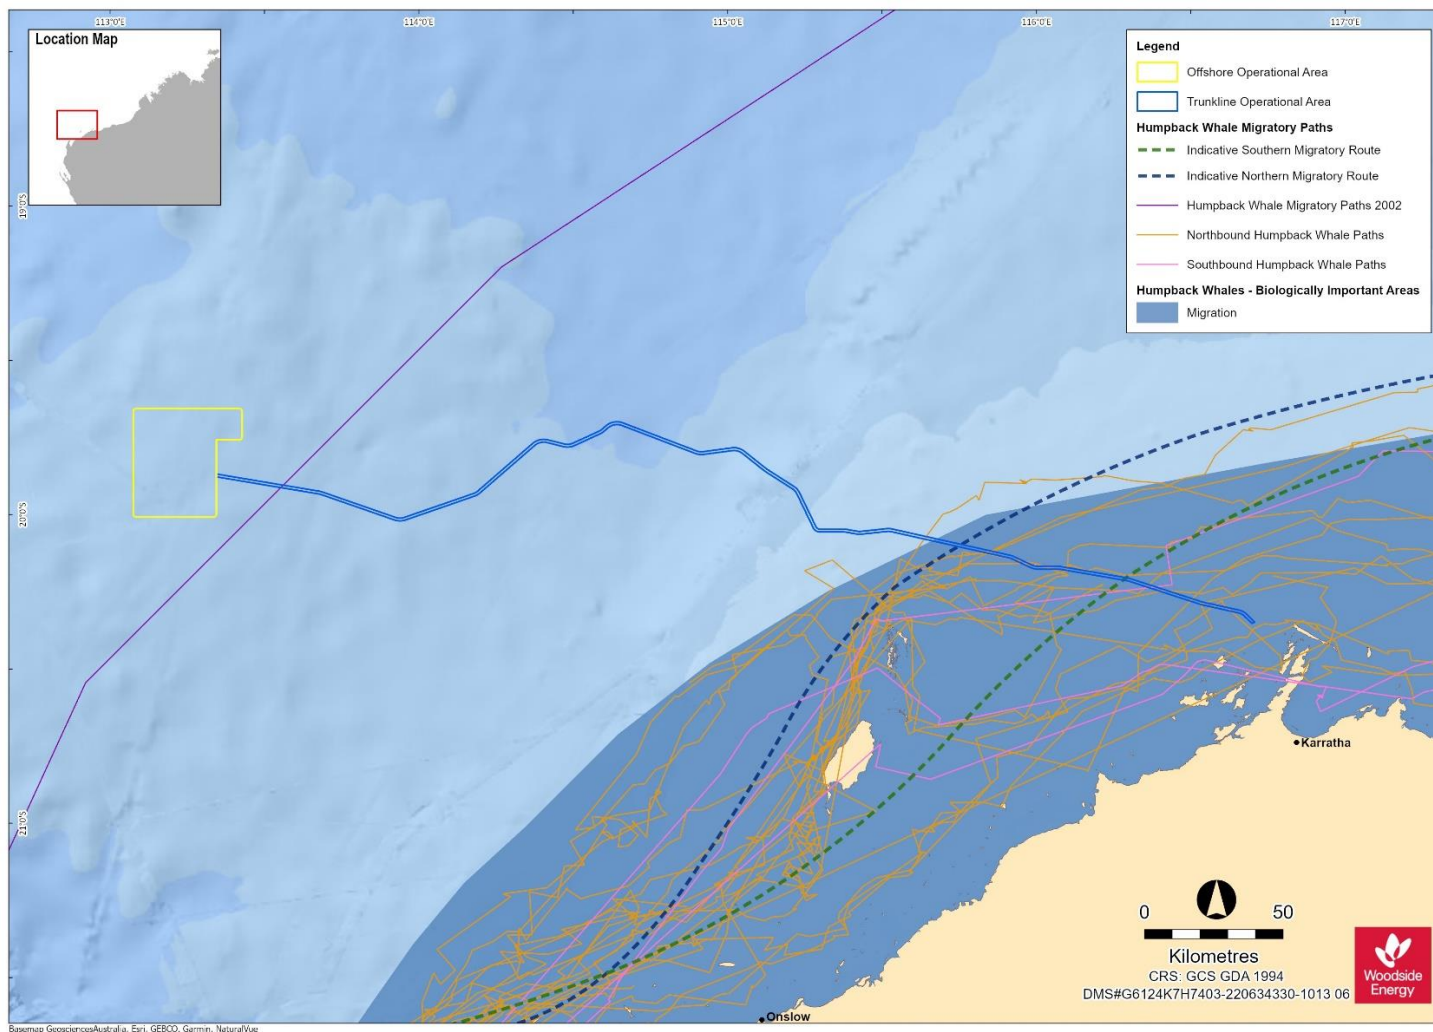 113°0'E
114°0'E
115°0'E
116°0'E
117°0'E
Location Map
19°0'S
20°0'S
21°0'S
Legend
Offshore Operational Area
Trunkline Operational Area
Humpback Whale Migratory Paths
Indicative Southern Migratory Route
Indicative Northern Migratory Route
Humpback Whale Migratory Paths 2002
Northbound Humpback Whale Paths
Southbound Humpback Whale Paths
Humpback Whales - Biologically Important Areas
Migration
Karratha
Onslow
0 50
Kilometres
CRS: GCS GDA 1994
DMS#G6124K7H7403-220634330-1013 06
Woodside
Energy
Basemap GeosciencesAustralia, Esri, GEBCO, Garmin, NaturalVue